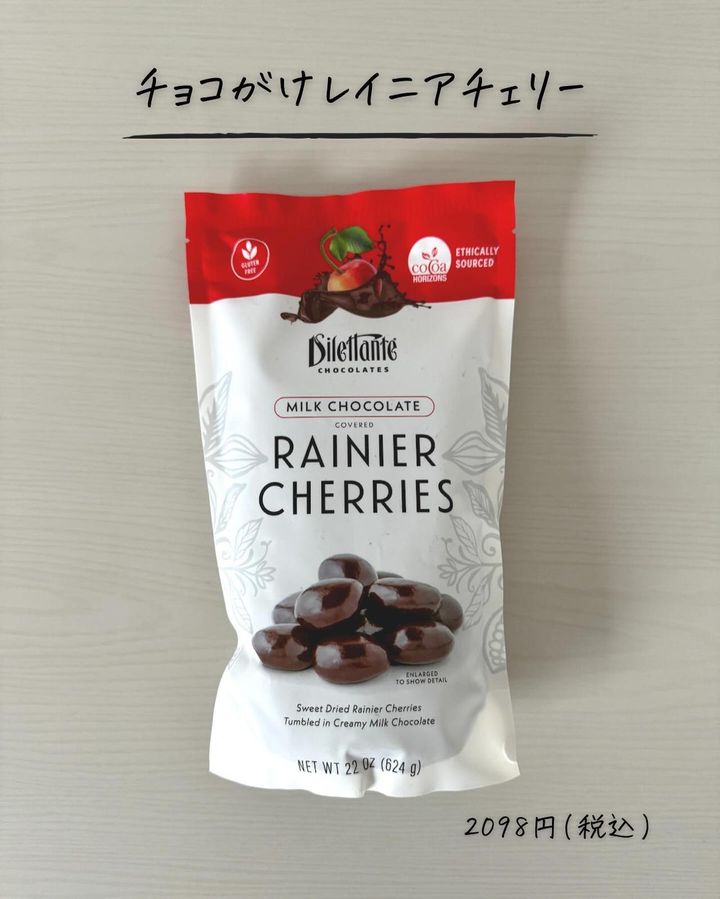 チョコがけレイニアチェリー
GLUTEN
FREE
cocoa
HORIZONS
ETHICALLY
SOURCED
Dilettante
CHOCOLATES
MILK CHOCOLATE
COVERED
RAINIER
CHERRIES
ENLARGED
TO SHOW DETAIL
Sweet Dried Rainier Cherries
Tumbled in Creamy Milk Chocolate
NET WT 22 OZ (624 g)
2098円(税込)